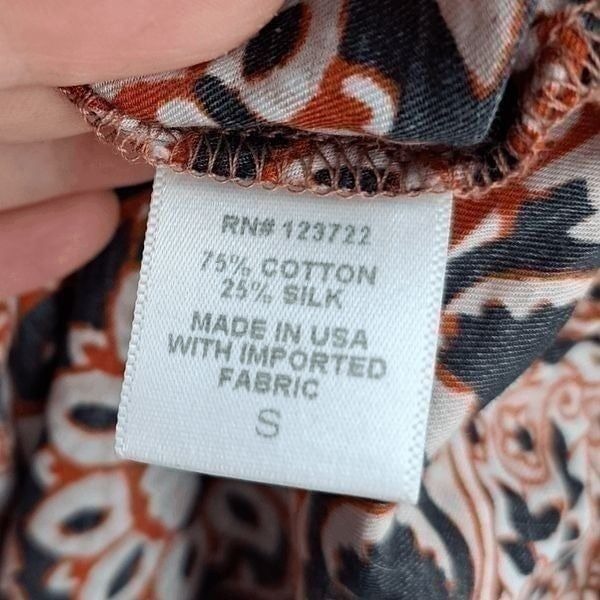 RN# 123722
75% COTTON
25% SILK
MADE IN USA
WITH IMPORTED
FABRIC
S